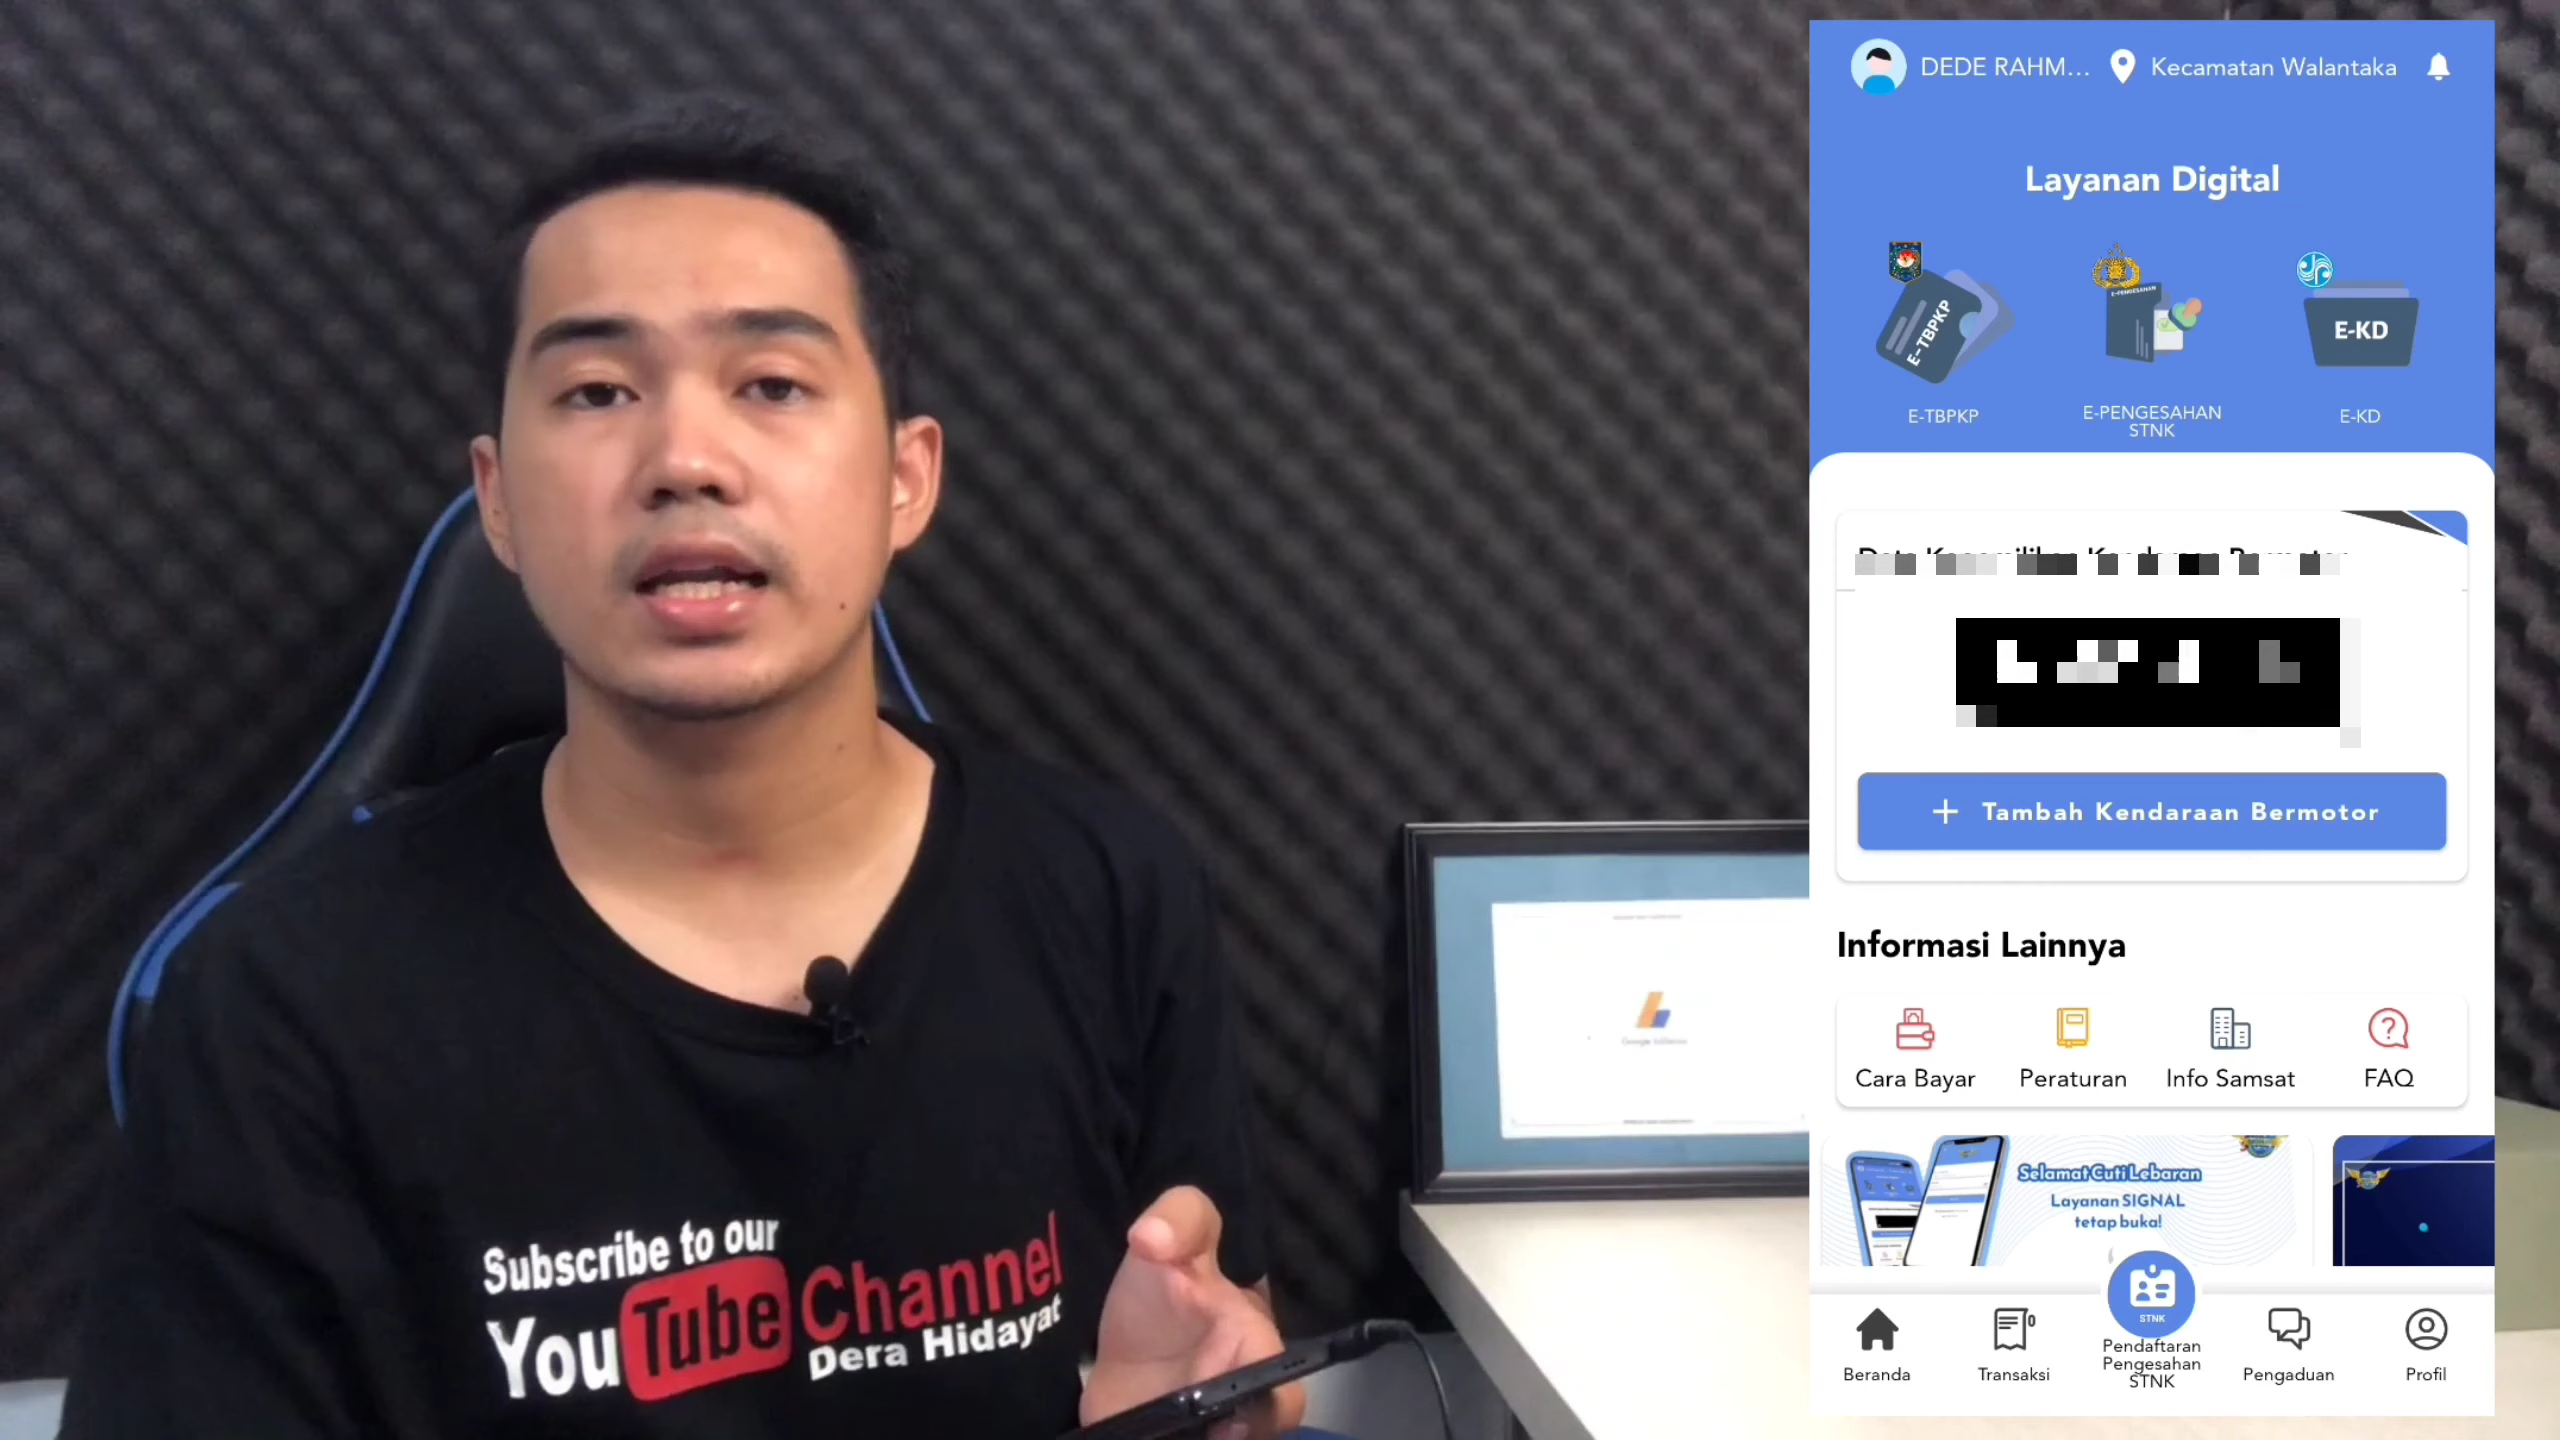 DEDE RAHM...
Kecamatan Walantaka
Layanan Digital
E-TBPKP
E-PENGESAHAN
E-KD
E-TBPKP
E-PENGESAHAN
STNK
E-KD
+ Tambah Kendaraan Bermotor
Informasi Lainnya
Cara Bayar
Peraturan
Info Samsat
FAQ
Selamat Cuti Lebaran
Layanan SIGNAL
tetap buka!
STNK
Beranda
Transaksi
Pendaftaran
Pengesahan
STNK
Pengaduan
Profil
Subscribe to our
YouTube Channel
Dera Hidayat